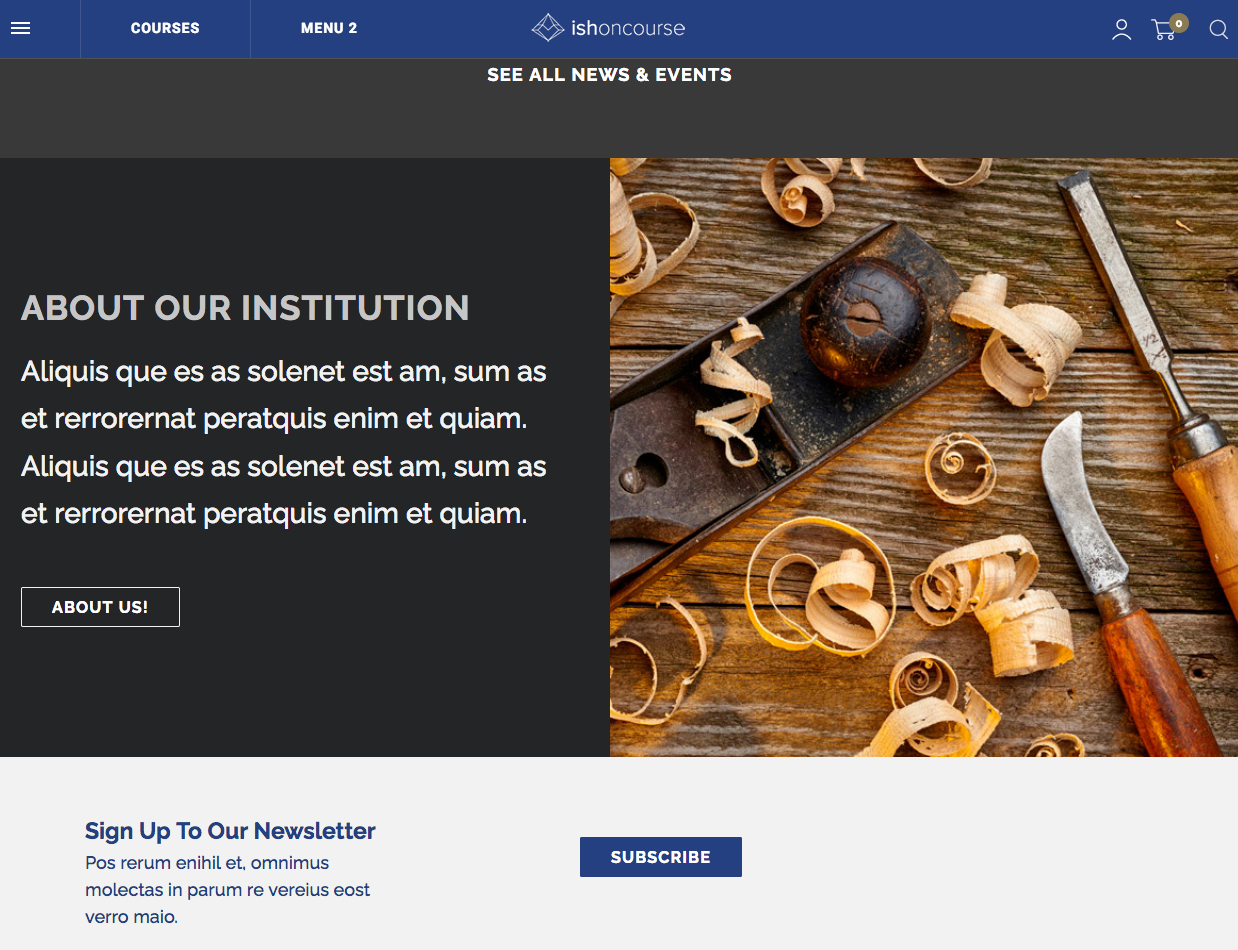 COURSES
MENU 2
ishoncourse
0
SEE ALL NEWS & EVENTS
ABOUT OUR INSTITUTION
Aliquis que es as solenet est am, sum as
et rerrorernat peratquis enim et quiam.
Aliquis que es as solenet est am, sum as
et rerrorernat peratquis enim et quiam.
ABOUT US!
Sign Up To Our Newsletter
Pos rerum enihil et, omnimus
molectas in parum re vereius eost
verro maio.
SUBSCRIBE